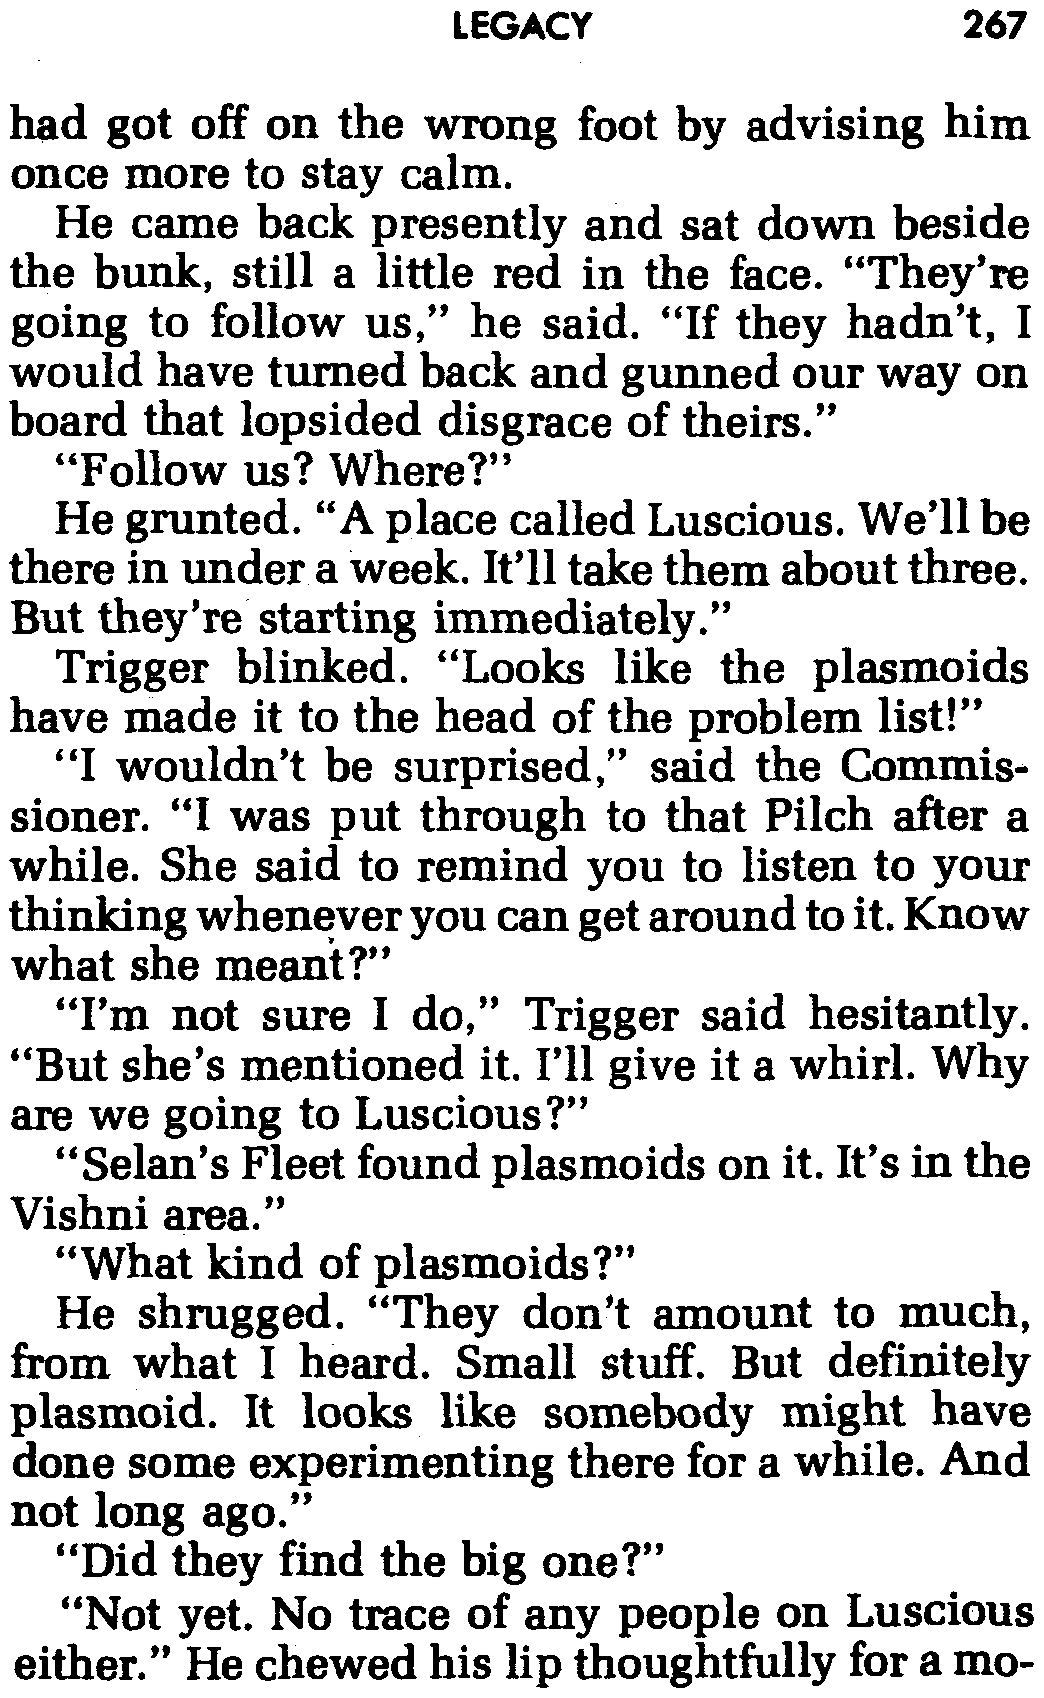 LEGACY 267
had got off on the wrong foot by advising him
once more to stay calm.
He came back presently and sat down beside
the bunk, still a little red in the face. “They’re
going to follow us,” he said. “If they hadn’t, I
would have turned back and gunned our way on
board that lopsided disgrace of theirs.”
“Follow us? Where?”
He grunted. “A place called Luscious. We’ll be
there in under a week. It’ll take them about three.
But they’re starting immediately.”
Trigger blinked. “Looks like the plasmoids
have made it to the head of the problem list!”
“I wouldn’t be surprised,” said the Commis-
sioner. “I was put through to that Pilch after a
while. She said to remind you to listen to your
thinking whenever you can get around to it. Know
what she meant?”
“I’m not sure I do,” Trigger said hesitantly.
“But she’s mentioned it. I’ll give it a whirl. Why
are we going to Luscious?”
“Selan’s Fleet found plasmoids on it. It’s in the
Vishni area.”
“What kind of plasmoids?”
He shrugged. “They don’t amount to much,
from what I heard. Small stuff. But definitely
plasmoid. It looks like somebody might have
done some experimenting there for a while. And
not long ago.”
“Did they find the big one?”
“Not yet. No trace of any people on Luscious
either.” He chewed his lip thoughtfully for a mo-